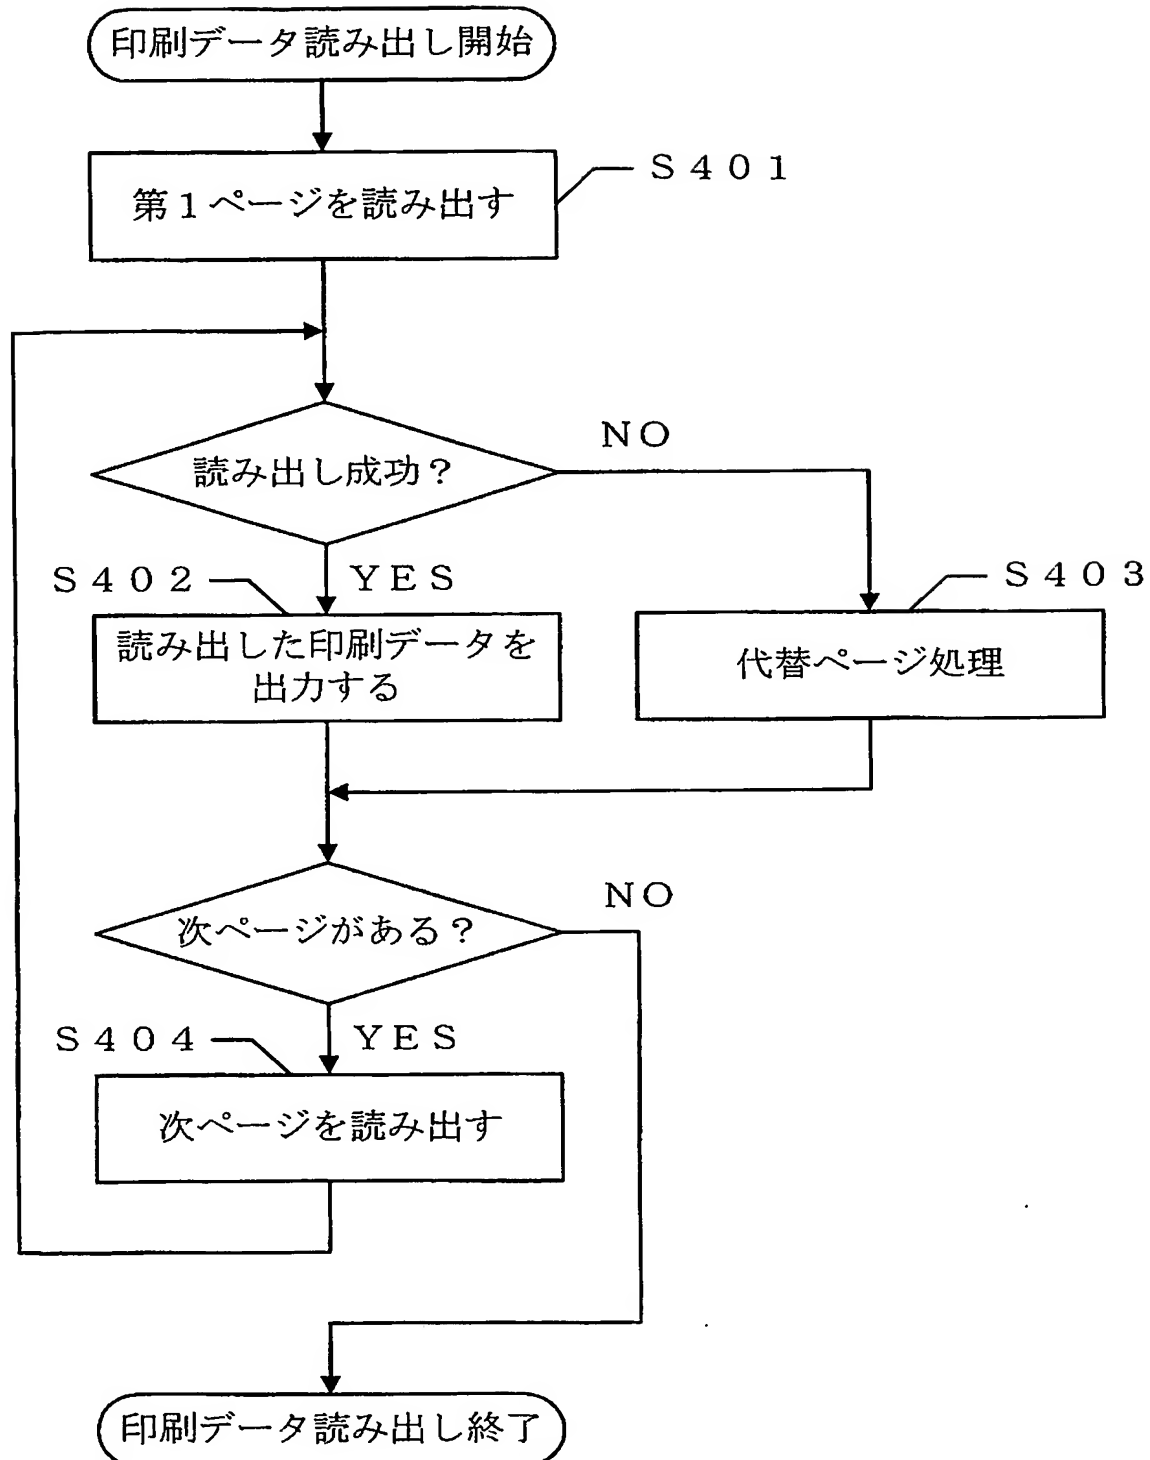 印刷データ読み出し開始
S401
第1ページを読み出す
読み出し成功?
NO
S402
YES
S403
読み出した印刷データを
出力する
代替ページ処理
次ページがある?
NO
S404
YES
次ページを読み出す
印刷データ読み出し終了